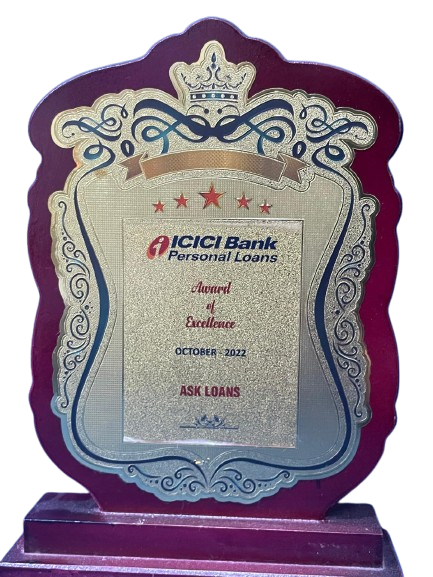 ICICI Bank
Personal Loans
Award
of
Excellence
OCTOBER - 2022
ASK LOANS